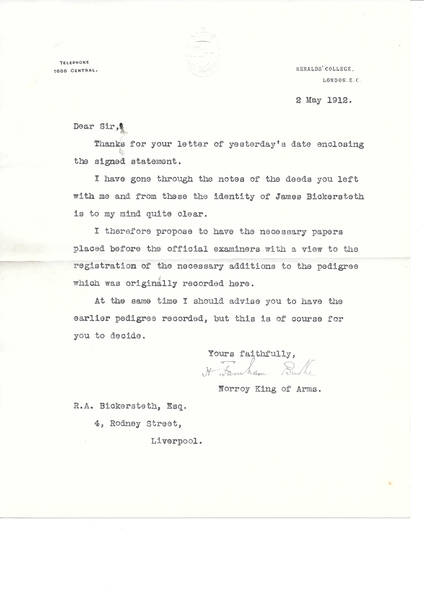 TELEPHONE
1666 CENTRAL.
HERALDS' COLLEGE,
LONDON. E.C.
2 May 1912.
Dear Sir,
Thanks for your letter of yesterday's date enclosing
the signed statement.
I have gone through the notes of the deeds you left
with me and from these the identity of James Bickersteth
is to my mind quite clear.
I therefore propose to have the necessary papers
placed before the official examiners with a view to the
registration of the necessary additions to the pedigree
which was originally recorded here.
At the same time I should advise you to have the
earlier pedigree recorded, but this is of course for
you to decide.
Yours faithfully,
H Farnham Burke
Norroy King of Arms.
R.A. Bickersteth, Esq.
4, Rodney Street,
Liverpool.